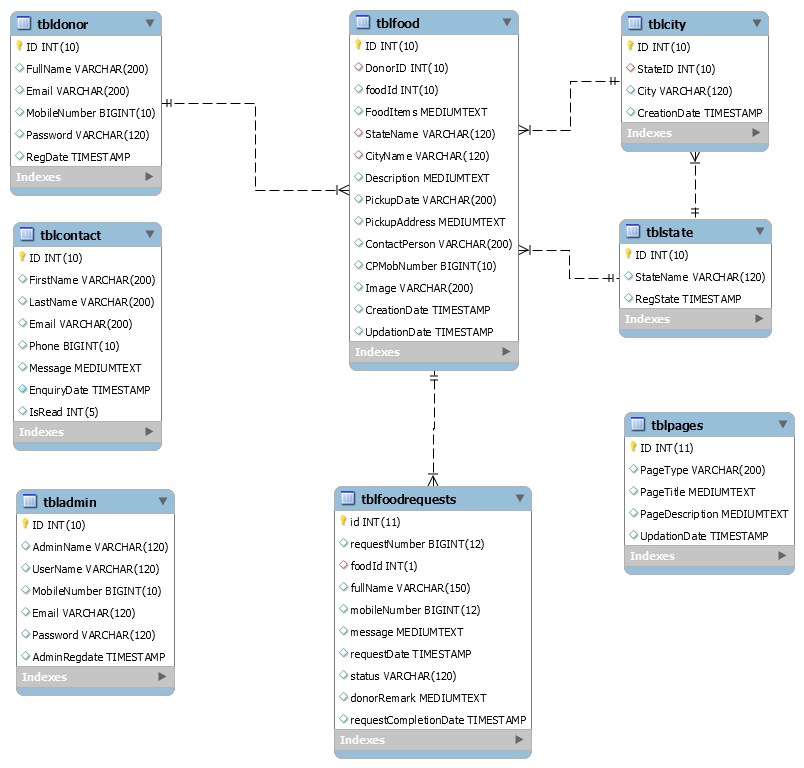 tbldonor
ID INT(10)
FullName VARCHAR(200)
Email VARCHAR(200)
MobileNumber BIGINT(10)
Password VARCHAR(120)
RegDate TIMESTAMP
Indexes
tblfood
ID INT(10)
DonorID INT(10)
foodId INT(10)
FoodItems MEDIUMTEXT
StateName VARCHAR(120)
CityName VARCHAR(120)
Description MEDIUMTEXT
PickupDate VARCHAR(200)
PickupAddress MEDIUMTEXT
ContactPerson VARCHAR(200)
CPMobNumber BIGINT(10)
Image VARCHAR(200)
CreationDate TIMESTAMP
UpdationDate TIMESTAMP
Indexes
tblcity
ID INT(10)
StateID INT(10)
City VARCHAR(120)
CreationDate TIMESTAMP
Indexes
tblcontact
ID INT(10)
FirstName VARCHAR(200)
LastName VARCHAR(200)
Email VARCHAR(200)
Phone BIGINT(10)
Message MEDIUMTEXT
EnquiryDate TIMESTAMP
IsRead INT(5)
Indexes
tblstate
ID INT(10)
StateName VARCHAR(120)
RegState TIMESTAMP
Indexes
tblpages
ID INT(11)
PageType VARCHAR(200)
PageTitle MEDIUMTEXT
PageDescription MEDIUMTEXT
UpdationDate TIMESTAMP
Indexes
tbladmin
ID INT(10)
AdminName VARCHAR(120)
UserName VARCHAR(120)
MobileNumber BIGINT(10)
Email VARCHAR(120)
Password VARCHAR(120)
AdminRegdate TIMESTAMP
Indexes
tblfoodrequests
id INT(11)
requestNumber BIGINT(12)
foodId INT(1)
fullName VARCHAR(150)
mobileNumber BIGINT(12)
message MEDIUMTEXT
requestDate TIMESTAMP
status VARCHAR(120)
donorRemark MEDIUMTEXT
requestCompletionDate TIMESTAMP
Indexes